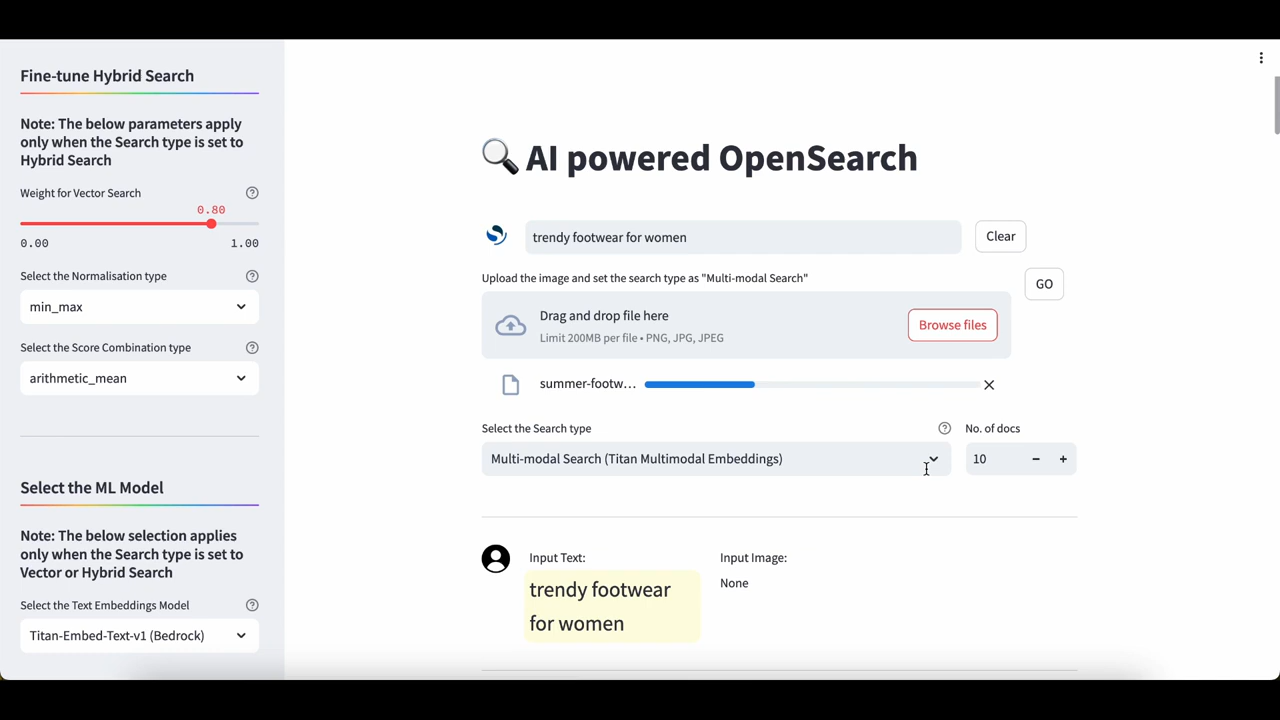 Fine-tune Hybrid Search
Note: The below parameters apply
only when the Search type is set to
Hybrid Search
Weight for Vector Search
0.80
0.00 1.00
Select the Normalisation type
min_max
Select the Score Combination type
arithmetic_mean
Select the ML Model
Note: The below selection applies
only when the Search type is set to
Vector or Hybrid Search
Select the Text Embeddings Model
Titan-Embed-Text-v1 (Bedrock)
AI powered OpenSearch
trendy footwear for women
Clear
Upload the image and set the search type as "Multi-modal Search"
GO
Drag and drop file here
Limit 200MB per file • PNG, JPG, JPEG
Browse files
summer-footw...
Select the Search type
No. of docs
Multi-modal Search (Titan Multimodal Embeddings)
10
Input Text:
trendy footwear
for women
Input Image:
None